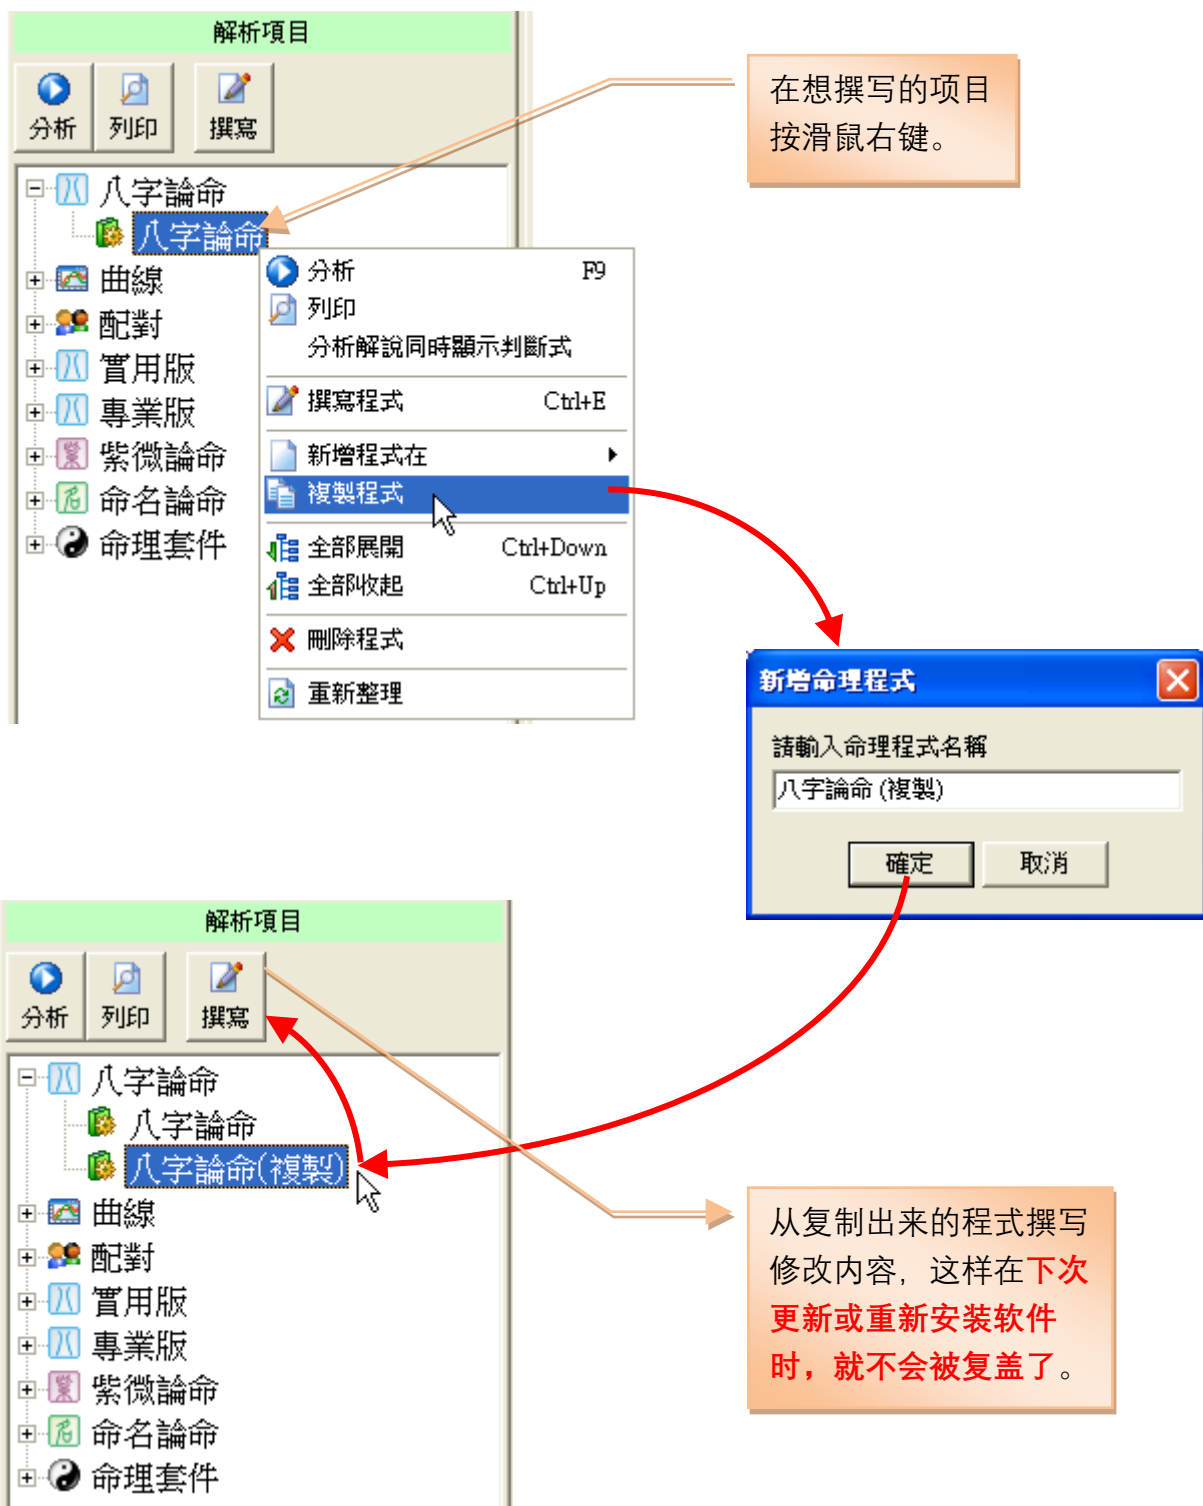 解析項目
分析 列印 撰寫
在想撰写的项目
按滑鼠右键。
八字論命
八字論命
曲線
配對
實用版
專業版
紫微論命
命名論命
命理套件
分析 F9
列印
分析解說同時顯示判斷式
撰寫程式 Ctrl+E
新增程式在
複製程式
全部展開 Ctrl+Down
全部收起 Ctrl+Up
刪除程式
重新整理
新增命理程式
請輸入命理程式名稱
八字論命 (複製)
確定 取消
解析項目
分析 列印 撰寫
八字論命
八字論命
八字論命(複製)
曲線
配對
實用版
專業版
紫微論命
命名論命
命理套件
从复制出来的程式撰写
修改内容，这样在下次
更新或重新安装软件
时，就不会被复盖了。